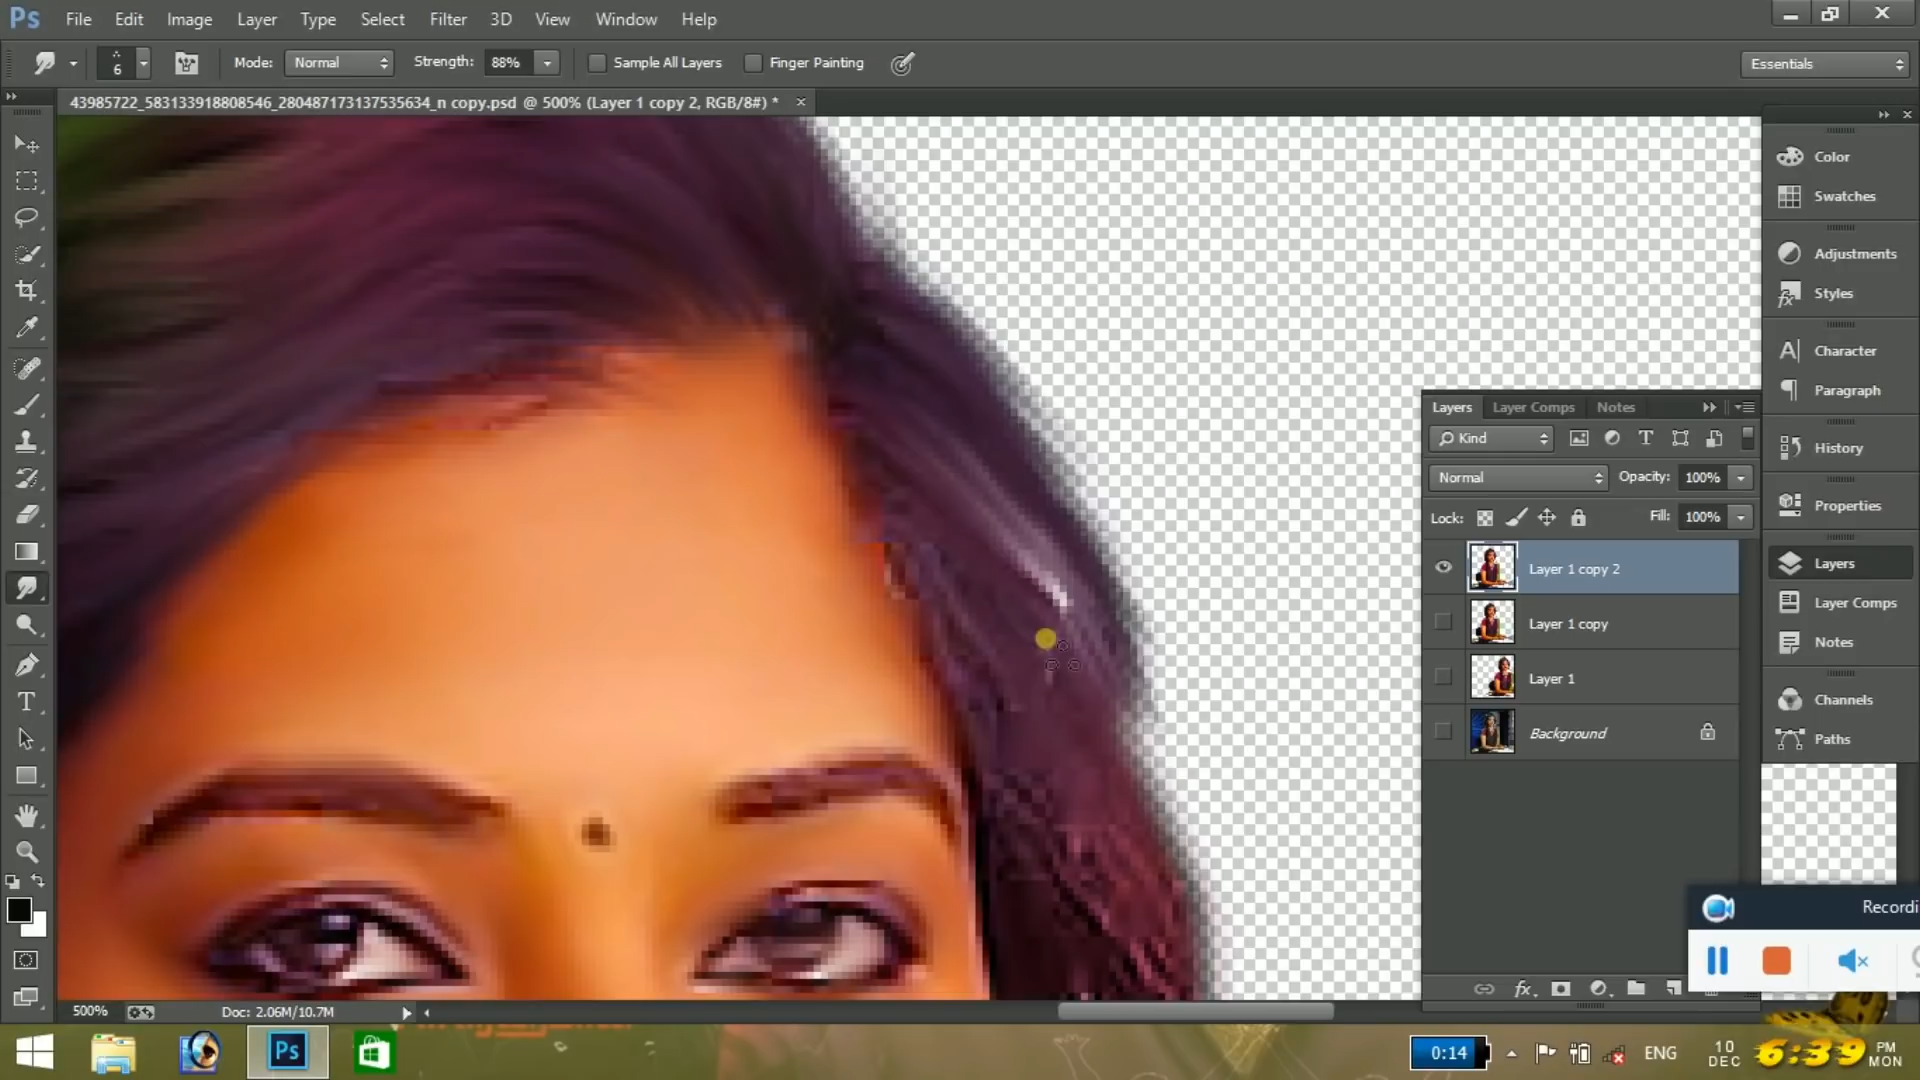 Ps File Edit Image Layer Type Select Filter 3D View Window Help
6 Mode: Normal Strength: 88% Sample All Layers Finger Painting Essentials
43985722_583133918808546_280487173137535634_n copy.psd @ 500% (Layer 1 copy 2, RGB/8#) *
Color
Swatches
Adjustments
Styles
Character
Paragraph
History
Properties
Layers
Layer Comps
Notes
Channels
Paths
Layers Layer Comps Notes
Kind
Normal Opacity: 100%
Lock: Fill: 100%
Layer 1 copy 2
Layer 1 copy
Layer 1
Background
Recordi
500% Doc: 2.06M/10.7M
Ps 0:14 ENG 10 DEC 6:39 PM MON